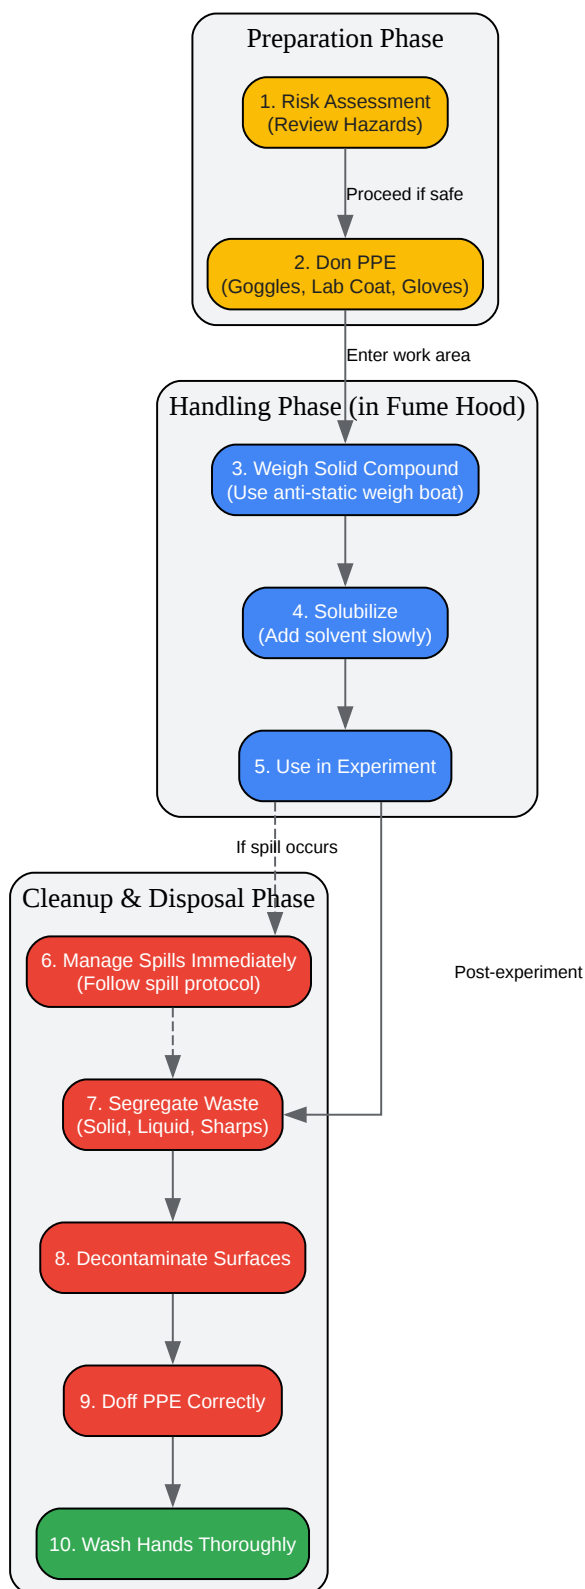 Preparation Phase
1. Risk Assessment
(Review Hazards)
Proceed if safe
2. Don PPE
(Goggles, Lab Coat, Gloves)
Enter work area
Handling Phase (in Fume Hood)
3. Weigh Solid Compound
(Use anti-static weigh boat)
4. Solubilize
(Add solvent slowly)
5. Use in Experiment
If spill occurs
Cleanup & Disposal Phase
6. Manage Spills Immediately
(Follow spill protocol)
Post-experiment
7. Segregate Waste
(Solid, Liquid, Sharps)
8. Decontaminate Surfaces
9. Doff PPE Correctly
10. Wash Hands Thoroughly